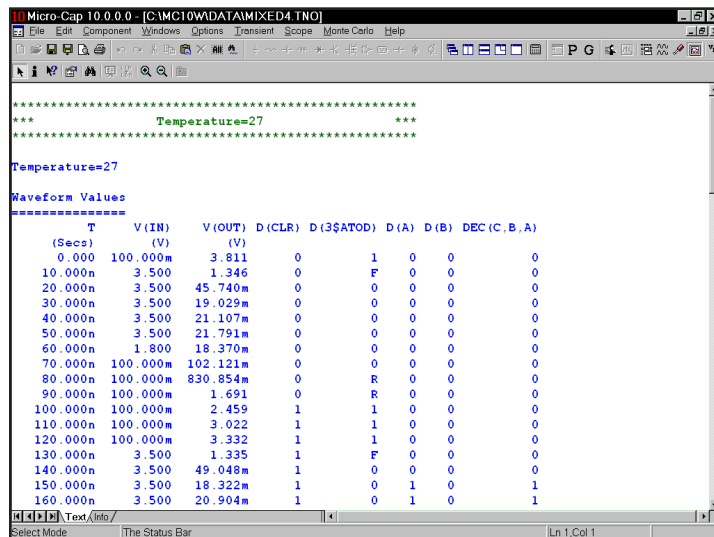 10 Micro-Cap 10.0.0.0 - [C:\MC10W\DATA\MIXED4.TNO]
File Edit Component Windows Options Transient Scope Monte Carlo Help
P G
*****************************************************
*** Temperature=27 ***
*****************************************************
Temperature=27
Waveform Values
===============
T V(IN) V(OUT) D(CLR) D(3$ATOD) D(A) D(B) DEC(C,B,A)
(Secs) (V) (V)
0.000 100.000m 3.811 0 1 0 0 0
10.000n 3.500 1.346 0 F 0 0 0
20.000n 3.500 45.740m 0 0 0 0 0
30.000n 3.500 19.029m 0 0 0 0 0
40.000n 3.500 21.107m 0 0 0 0 0
50.000n 3.500 21.791m 0 0 0 0 0
60.000n 1.800 18.370m 0 0 0 0 0
70.000n 100.000m 102.121m 0 0 0 0 0
80.000n 100.000m 830.854m 0 R 0 0 0
90.000n 100.000m 1.691 0 R 0 0 0
100.000n 100.000m 2.459 1 1 0 0 0
110.000n 100.000m 3.022 1 1 0 0 0
120.000n 100.000m 3.332 1 1 0 0 0
130.000n 3.500 1.335 1 F 0 0 0
140.000n 3.500 49.048m 1 0 0 0 0
150.000n 3.500 18.322m 1 0 1 0 1
160.000n 3.500 20.904m 1 0 1 0 1
Text Info
Select Mode The Status Bar Ln 1,Col 1